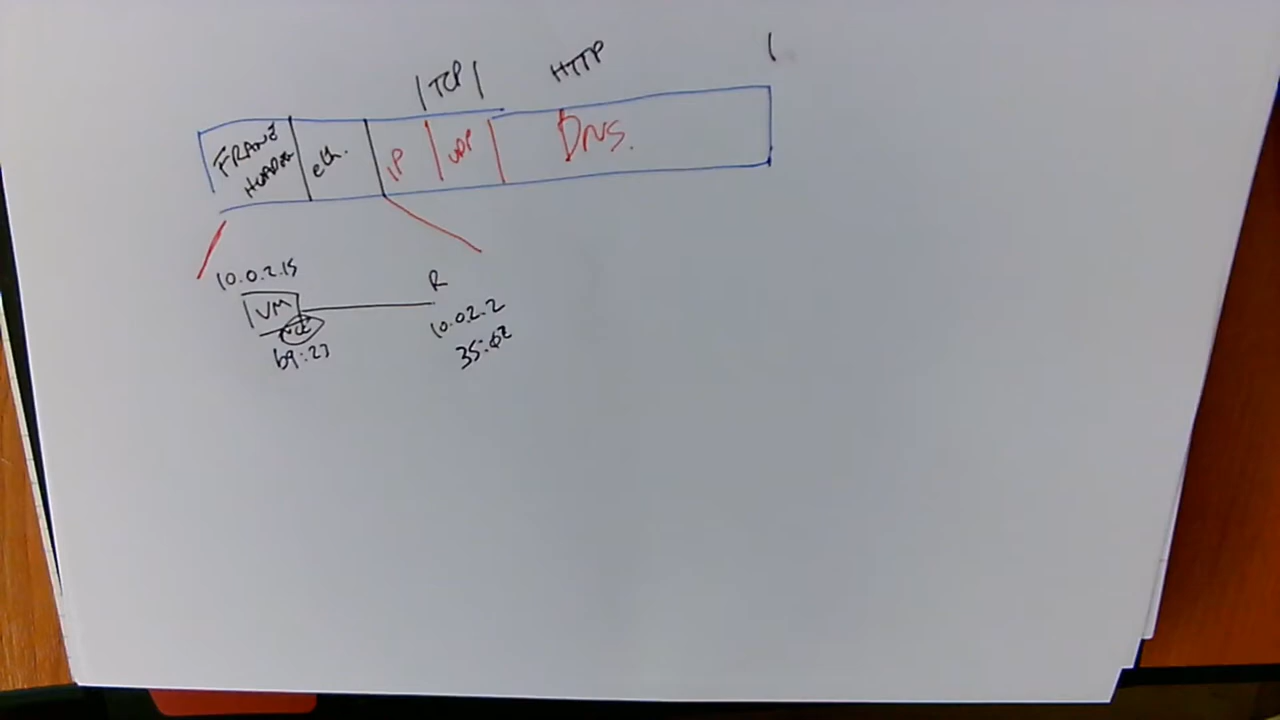 |TCP| HTTP
FRAME HEADER eth. IP UDP DNS.
10.0.2.15 R
VM 10.0.2.2
b9:27 35:02